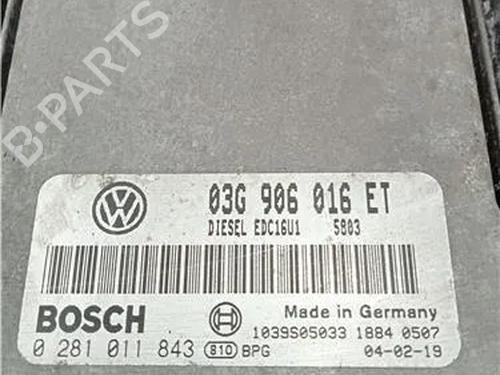 B-PARTS
03G 906 016 ET
DIESEL EDC16U1 5803
BOSCH
Made in Germany
1039S05033 1884 0507
0 281 011 843 810 BPG 04-02-19